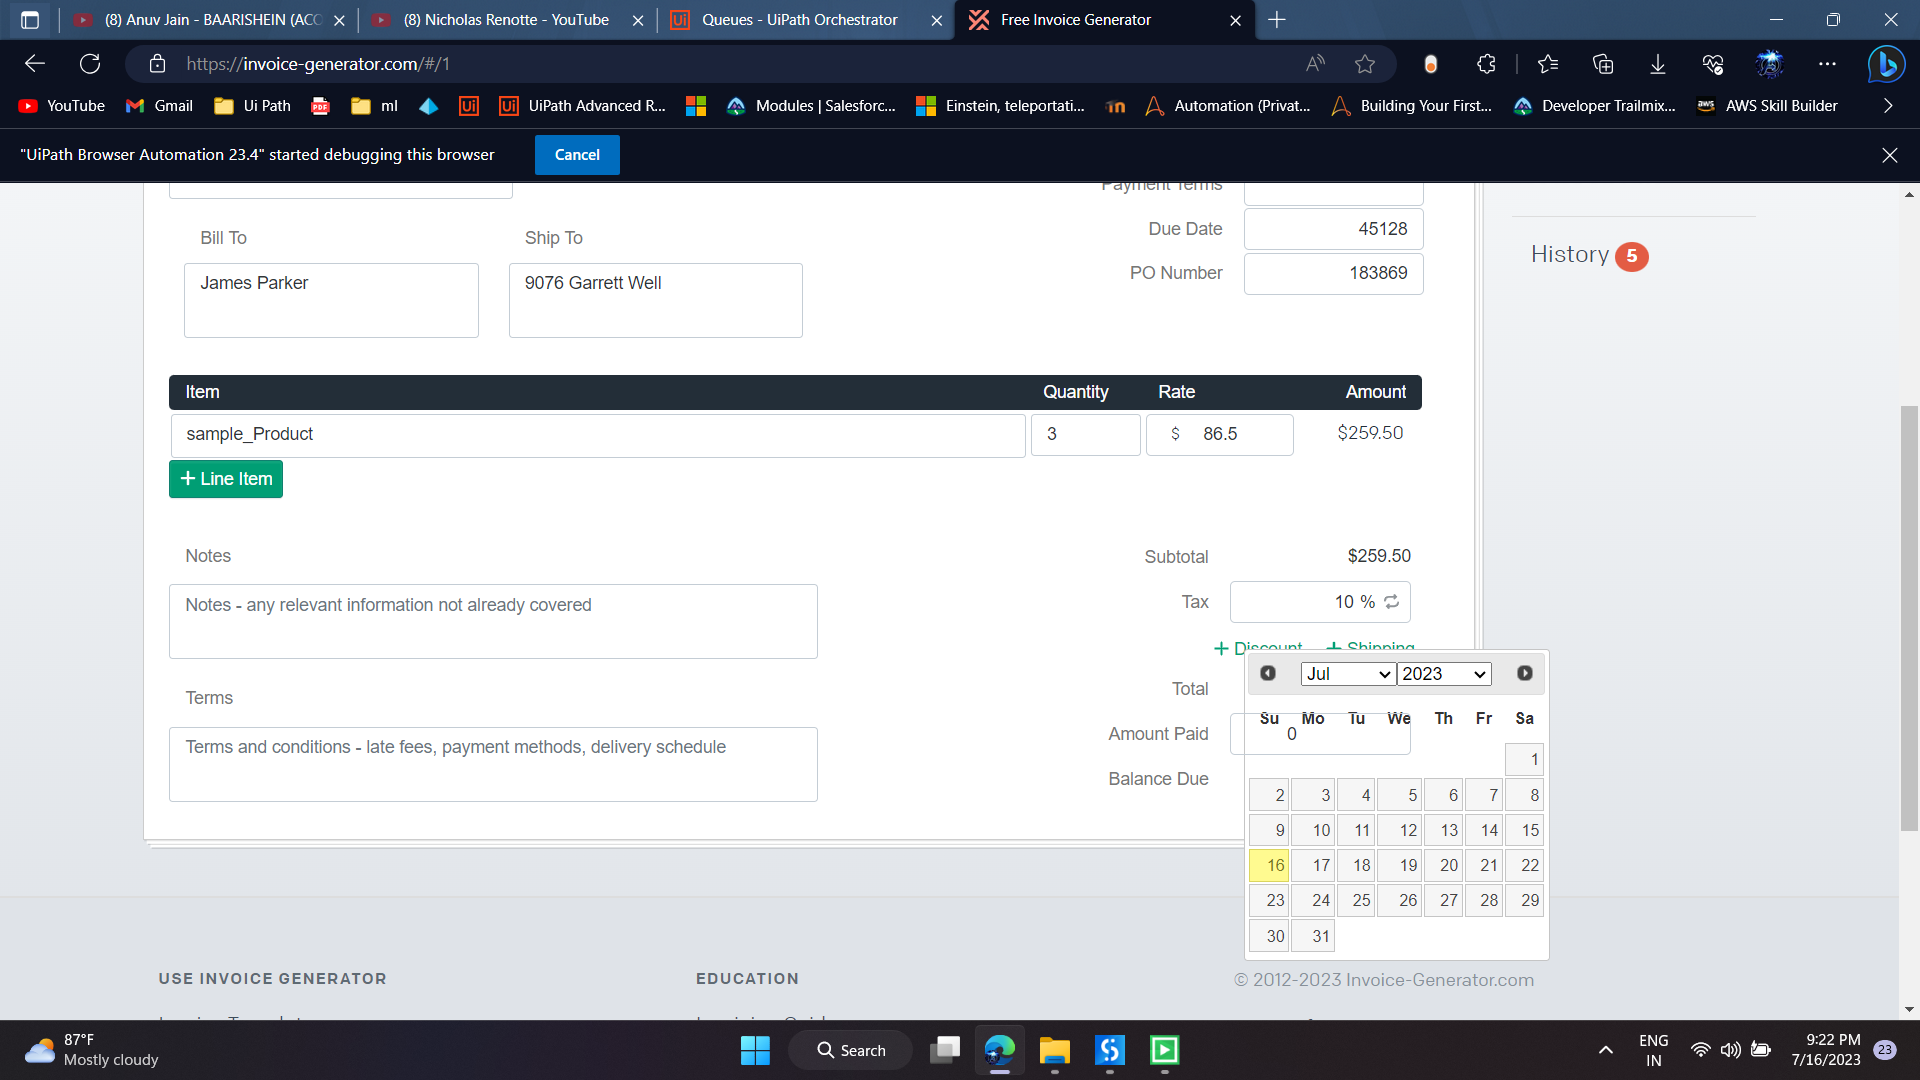 (8) Anuv Jain - BAARISHEIN (ACO
(8) Nicholas Renotte - YouTube
Queues - UiPath Orchestrator
Free Invoice Generator
https://invoice-generator.com/#/1
YouTube
Gmail
Ui Path
ml
UiPath Advanced R...
Modules | Salesforc...
Einstein, teleportati...
Automation (Privat...
Building Your First...
Developer Trailmix...
AWS Skill Builder
"UiPath Browser Automation 23.4" started debugging this browser
Cancel
Payment Terms
Due Date 45128
PO Number 183869
History 5
Bill To
Ship To
James Parker
9076 Garrett Well
Item Quantity Rate Amount
sample_Product 3 $ 86.5 $259.50
+ Line Item
Notes
Notes - any relevant information not already covered
Terms
Terms and conditions - late fees, payment methods, delivery schedule
Subtotal $259.50
Tax 10 %
+ Discount + Shipping
Total
Amount Paid 0
Balance Due
Jul 2023
Su Mo Tu We Th Fr Sa
1
2 3 4 5 6 7 8
9 10 11 12 13 14 15
16 17 18 19 20 21 22
23 24 25 26 27 28 29
30 31
USE INVOICE GENERATOR
EDUCATION
© 2012-2023 Invoice-Generator.com
87°F
Mostly cloudy
Search
ENG
IN
9:22 PM
7/16/2023
23